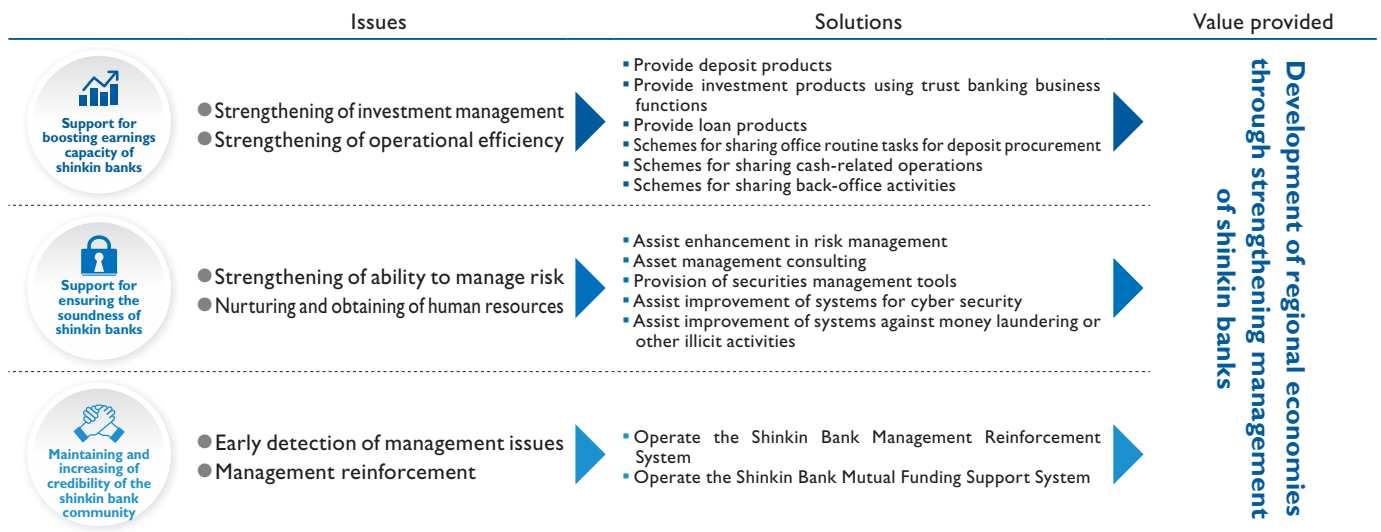 Issues
Solutions
Value provided
Support for
boosting earnings
capacity of
shinkin banks
●Strengthening of investment management
●Strengthening of operational efficiency
▪ Provide deposit products
▪ Provide investment products using trust banking business
functions
▪ Provide loan products
▪ Schemes for sharing office routine tasks for deposit procurement
▪ Schemes for sharing cash-related operations
▪ Schemes for sharing back-office activities
Support for
ensuring the
soundness of
shinkin banks
●Strengthening of ability to manage risk
●Nurturing and obtaining of human resources
▪ Assist enhancement in risk management
▪ Asset management consulting
▪ Provision of securities management tools
▪ Assist improvement of systems for cyber security
▪ Assist improvement of systems against money laundering or
other illicit activities
Maintaining and
increasing of
credibility of the
shinkin bank
community
●Early detection of management issues
●Management reinforcement
▪ Operate the Shinkin Bank Management Reinforcement
System
▪ Operate the Shinkin Bank Mutual Funding Support System
Development of regional economies
through strengthening management
of shinkin banks